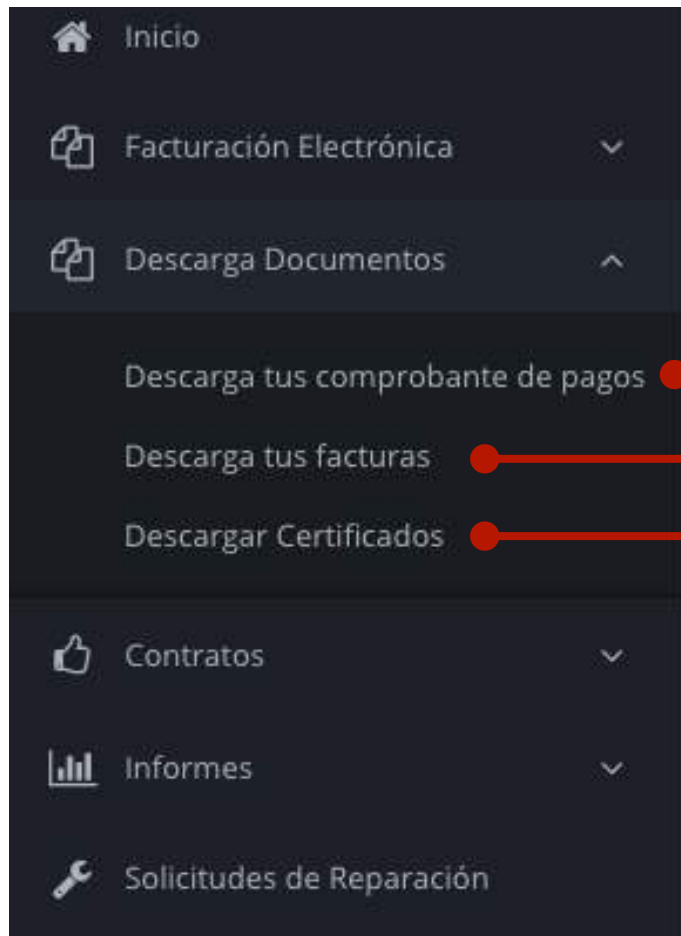 Inicio
Facturación Electrónica
Descarga Documentos
Descarga tus comprobante de pagos
Descarga tus facturas
Descargar Certificados
Contratos
Informes
Solicitudes de Reparación